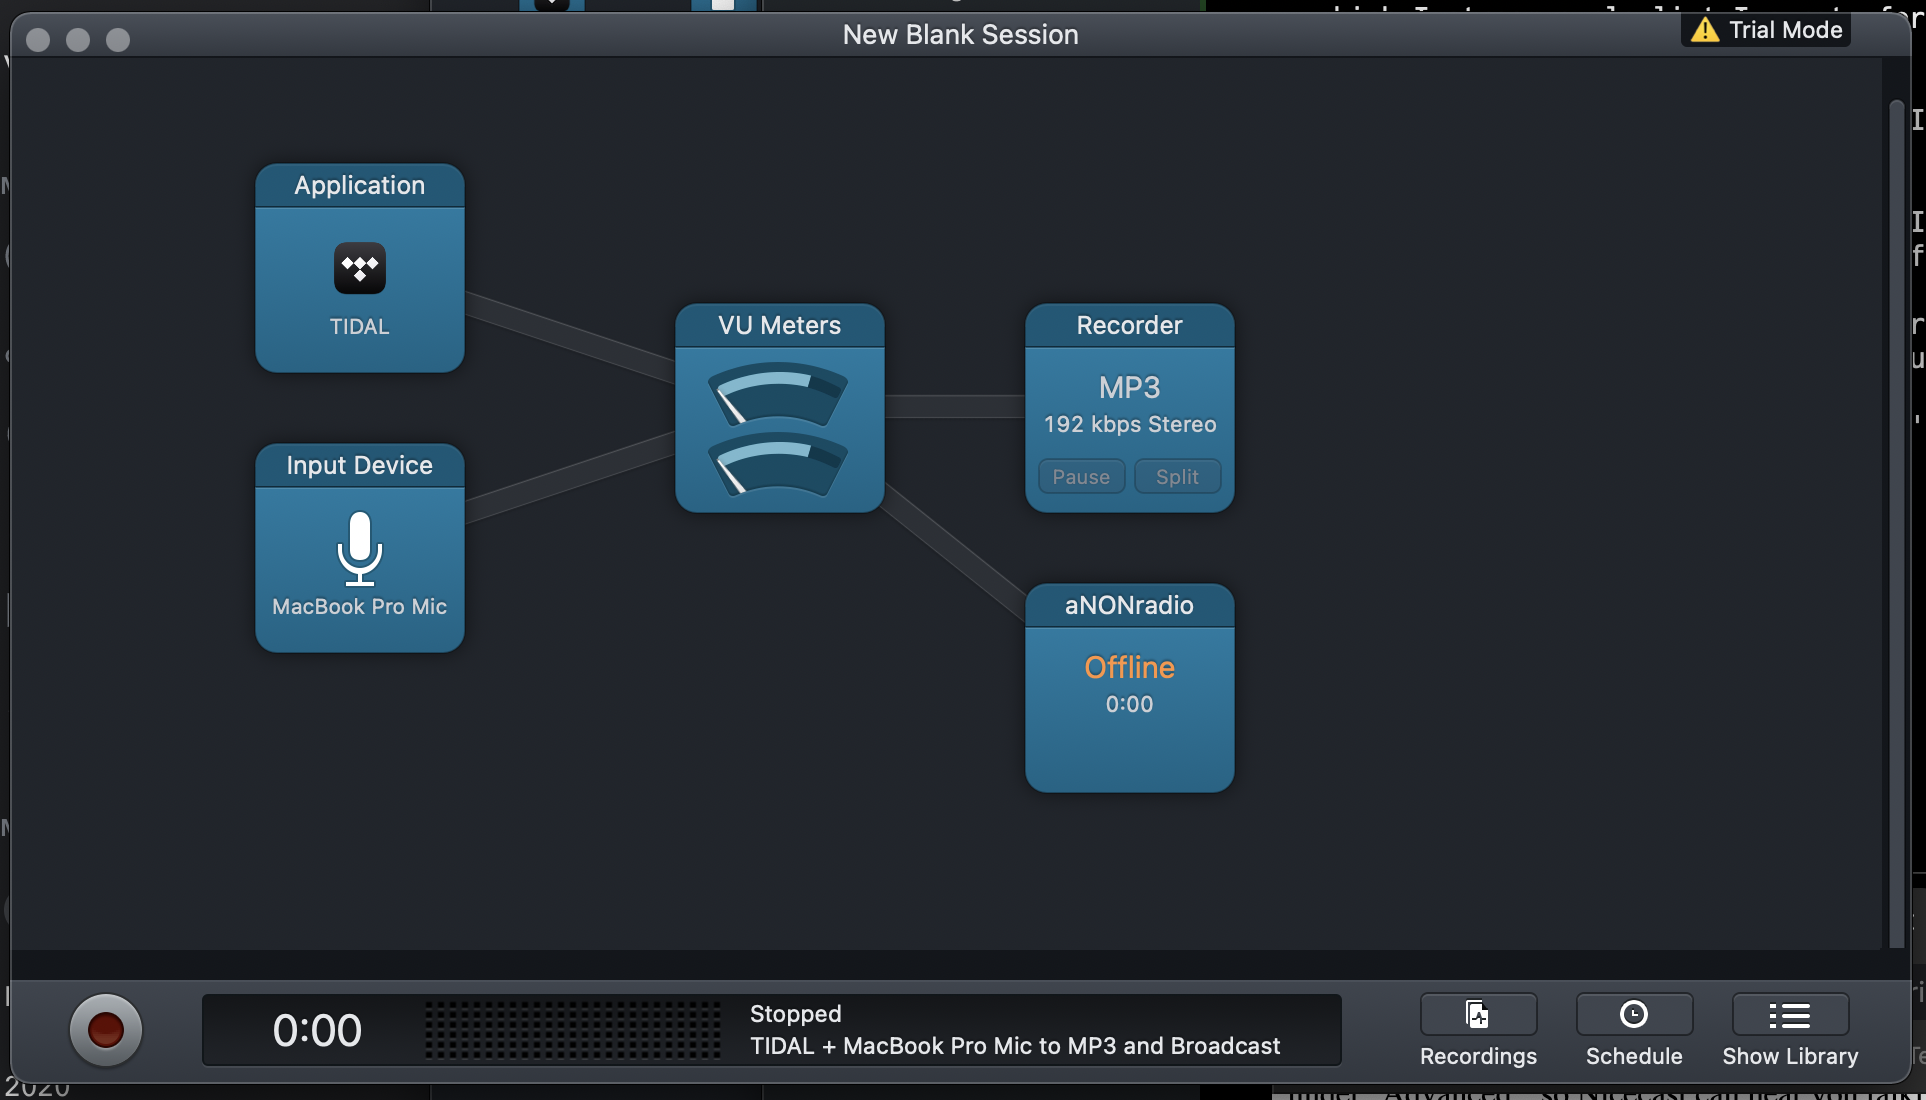 New Blank Session
Trial Mode
Application
TIDAL
Input Device
MacBook Pro Mic
VU Meters
Recorder
MP3
192 kbps Stereo
Pause
Split
aNONradio
Offline
0:00
0:00
Stopped
TIDAL + MacBook Pro Mic to MP3 and Broadcast
Recordings
Schedule
Show Library
2020